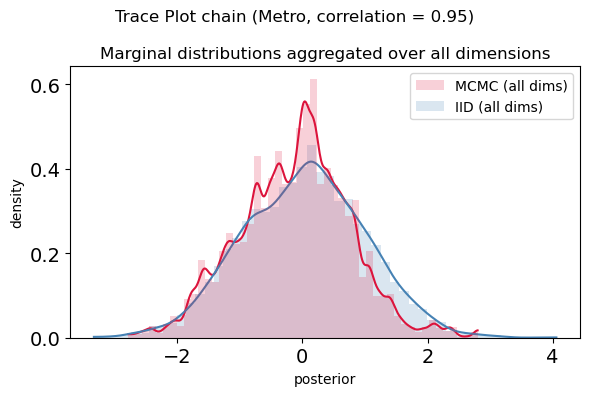 Trace Plot chain (Metro, correlation = 0.95)
Marginal distributions aggregated over all dimensions
MCMC (all dims)
IID (all dims)
density
0.6
0.4
0.2
0.0
−2
0
2
4
posterior